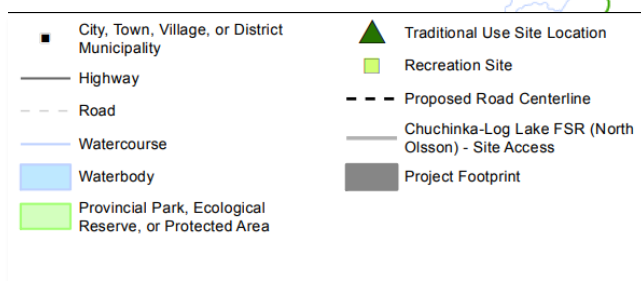 City, Town, Village, or District
Municipality
Highway
Road
Watercourse
Waterbody
Provincial Park, Ecological
Reserve, or Protected Area
Traditional Use Site Location
Recreation Site
Proposed Road Centerline
Chuchinka-Log Lake FSR (North
Olsson) - Site Access
Project Footprint